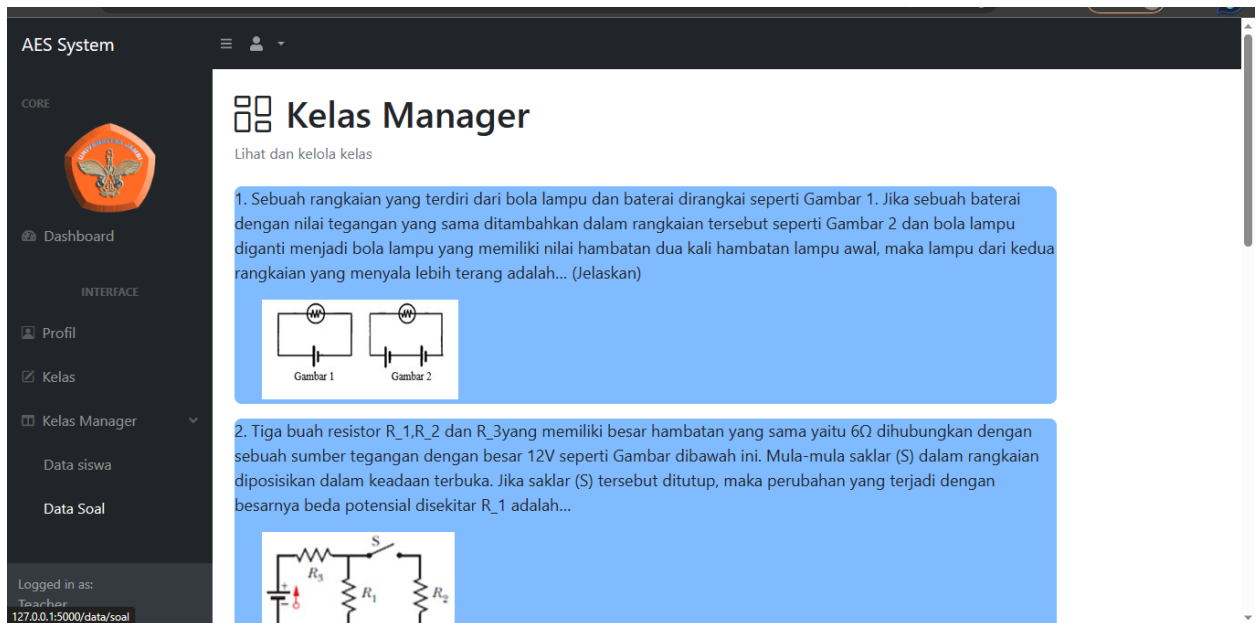 AES System
CORE
UNIVERSITAS JAMBI
Dashboard
INTERFACE
Profil
Kelas
Kelas Manager
Data siswa
Data Soal
Logged in as:
Teacher
127.0.0.1:5000/data/soal
Kelas Manager
Lihat dan kelola kelas
1. Sebuah rangkaian yang terdiri dari bola lampu dan baterai dirangkai seperti Gambar 1. Jika sebuah baterai
dengan nilai tegangan yang sama ditambahkan dalam rangkaian tersebut seperti Gambar 2 dan bola lampu
diganti menjadi bola lampu yang memiliki nilai hambatan dua kali hambatan lampu awal, maka lampu dari kedua
rangkaian yang menyala lebih terang adalah... (Jelaskan)
Gambar 1
Gambar 2
2. Tiga buah resistor R_1,R_2 dan R_3yang memiliki besar hambatan yang sama yaitu 6Ω dihubungkan dengan
sebuah sumber tegangan dengan besar 12V seperti Gambar dibawah ini. Mula-mula saklar (S) dalam rangkaian
diposisikan dalam keadaan terbuka. Jika saklar (S) tersebut ditutup, maka perubahan yang terjadi dengan
besarnya beda potensial disekitar R_1 adalah...
S
R3
+
R1
R2
−